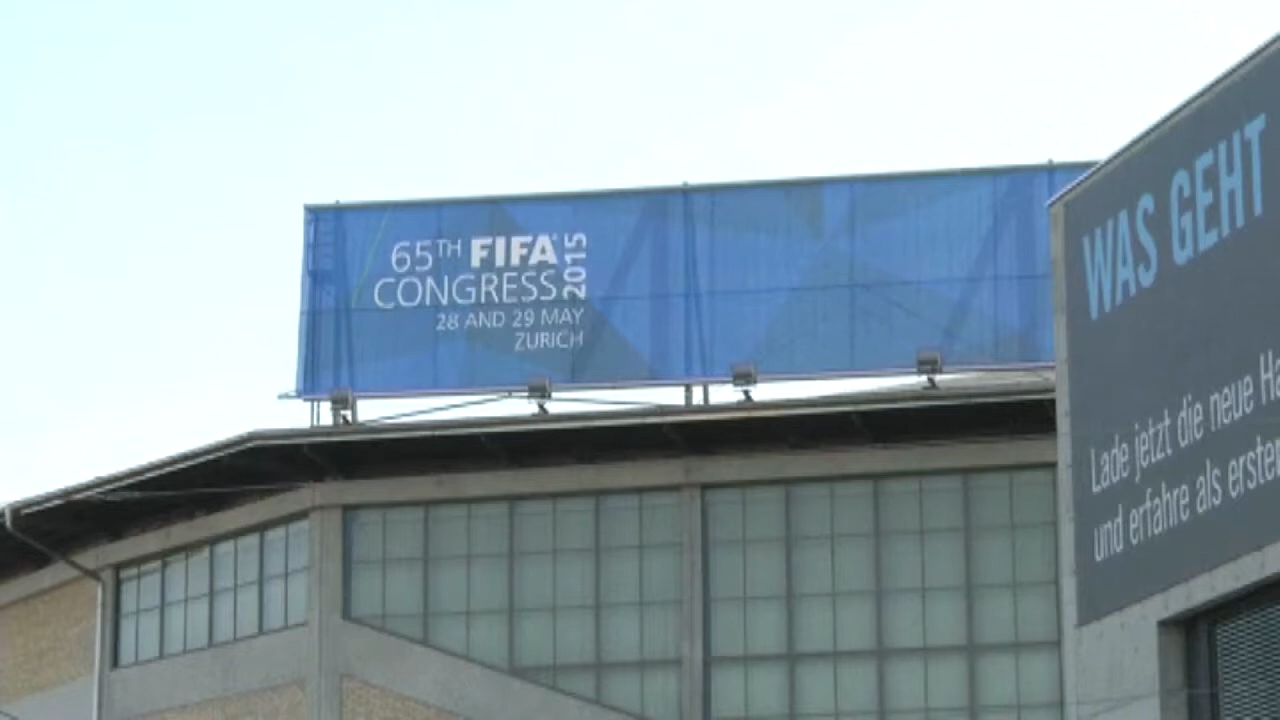 65TH FIFA
CONGRESS 2015
28 AND 29 MAY
ZURICH
WAS GEHT
Lade jetzt die neue
und erfahre als